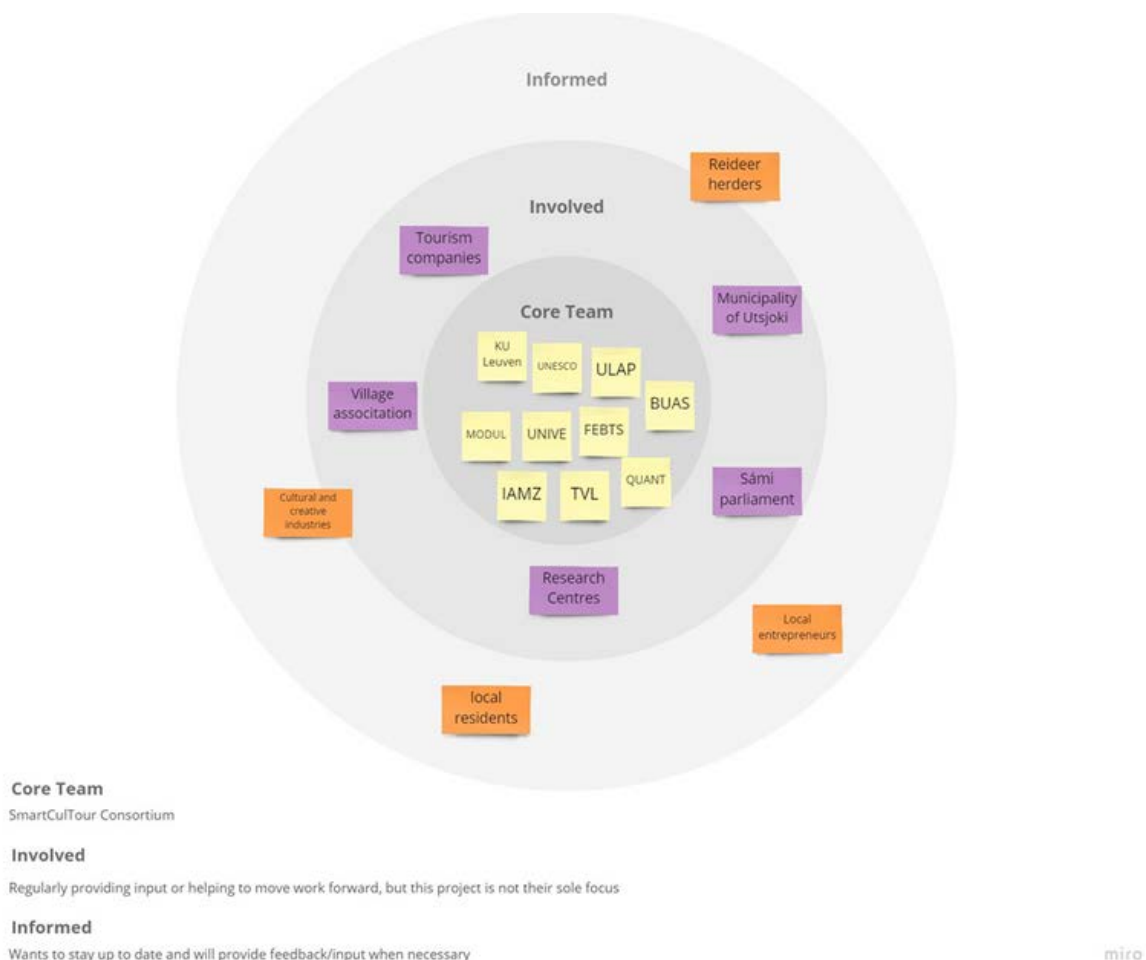 Informed
Reideer
herders
Involved
Tourism
companies
Municipality
of Utsjoki
Core Team
KU
Leuven
UNESCO
ULAP
BUAS
Village
associtation
MODUL
UNIVE
FEBTS
IAMZ
TVL
QUANT
Sámi
parliament
Cultural and
creative
industries
Research
Centres
Local
entrepreneurs
local
residents
Core Team
SmartCulTour Consortium
Involved
Regularly providing input or helping to move work forward, but this project is not their sole focus
Informed
Wants to stay up to date and will provide feedback/input when necessary
miro